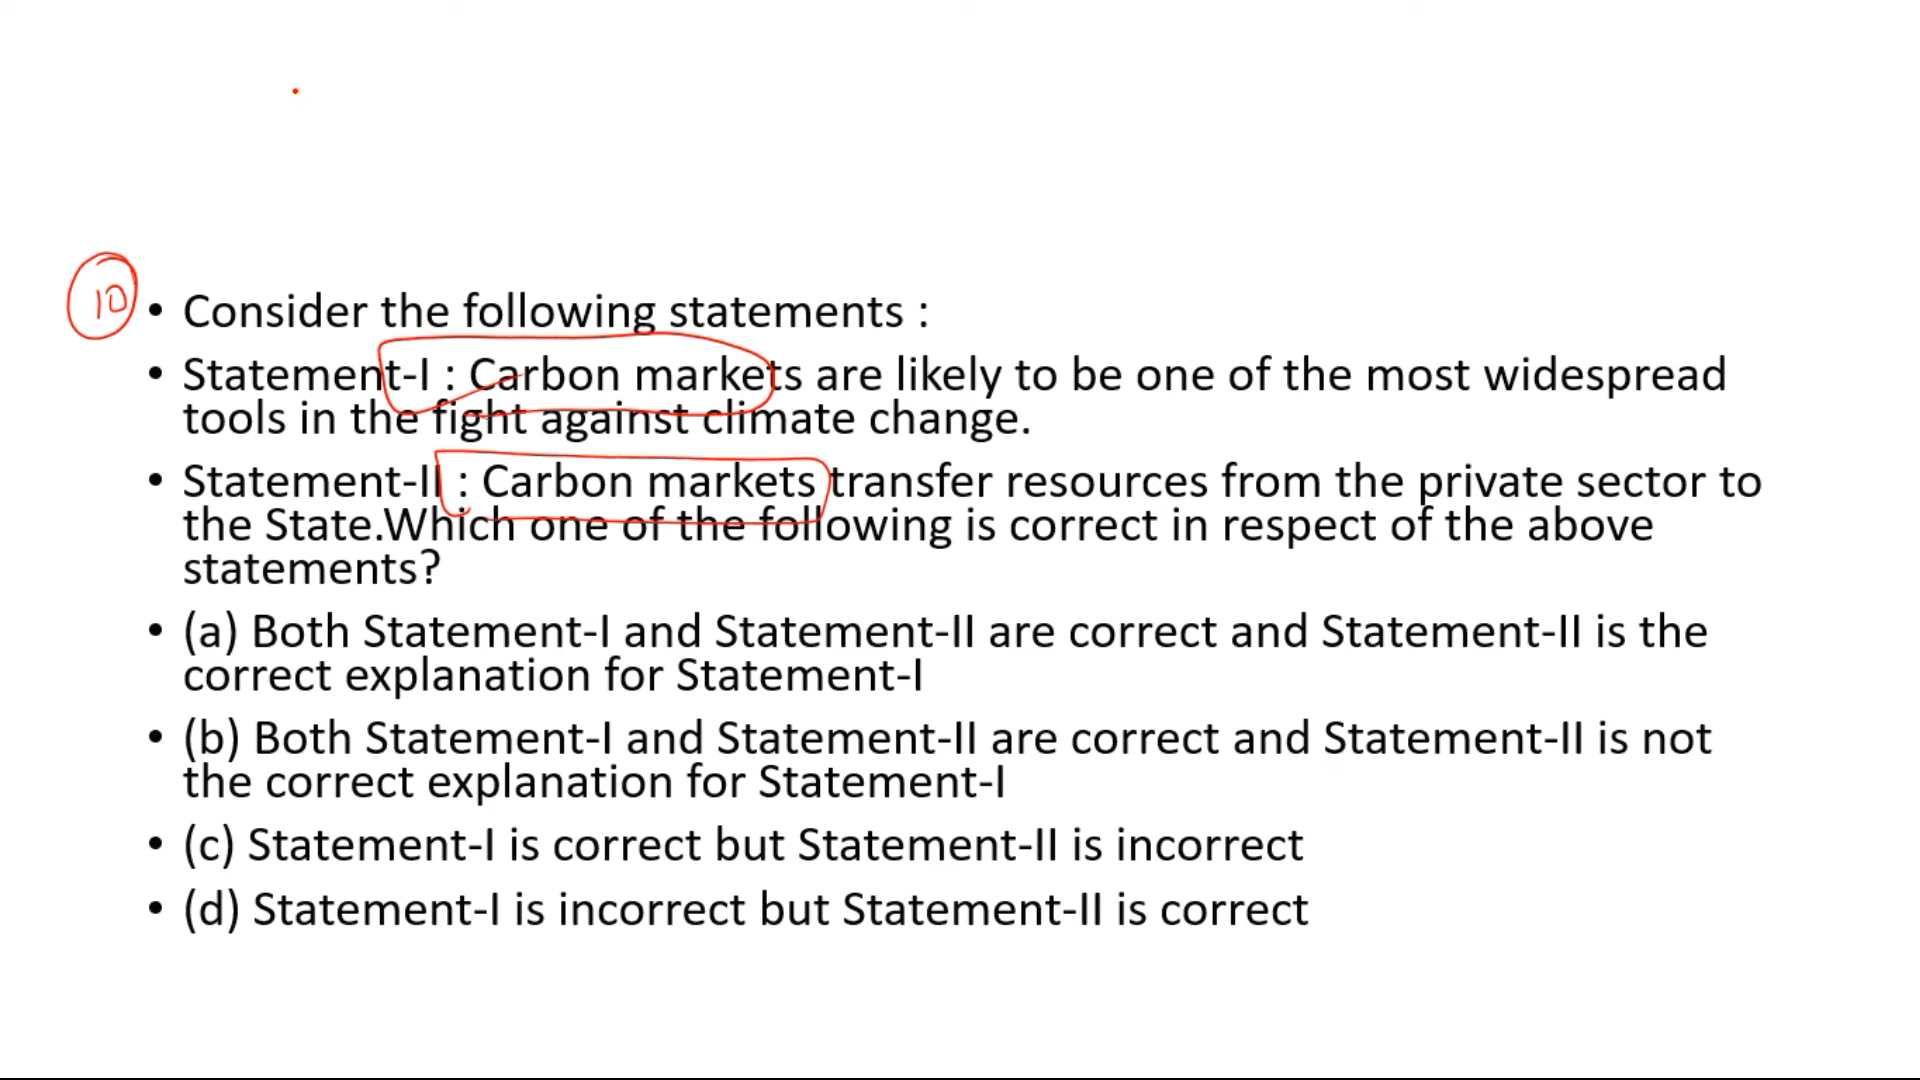 10
• Consider the following statements :
• Statement-I : Carbon markets are likely to be one of the most widespread
tools in the fight against climate change.
• Statement-II : Carbon markets transfer resources from the private sector to
the State.Which one of the following is correct in respect of the above
statements?
• (a) Both Statement-I and Statement-II are correct and Statement-II is the
correct explanation for Statement-I
• (b) Both Statement-I and Statement-II are correct and Statement-II is not
the correct explanation for Statement-I
• (c) Statement-I is correct but Statement-II is incorrect
• (d) Statement-I is incorrect but Statement-II is correct